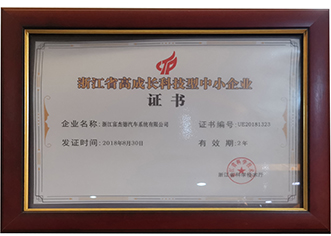 浙江省高成长科技型中小企业
证书
企业名称：浙江富杰德汽车系统有限公司 证书编号：
发证时间：2018年8月30日 有效期：2年